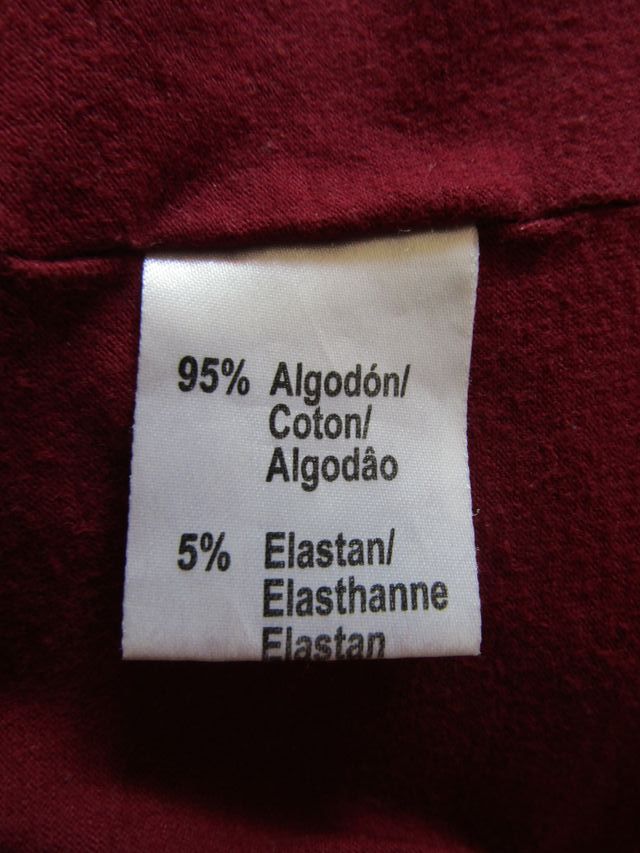 95% Algodón/
Coton/
Algodâo
5% Elastan/
Elasthanne
Elastan